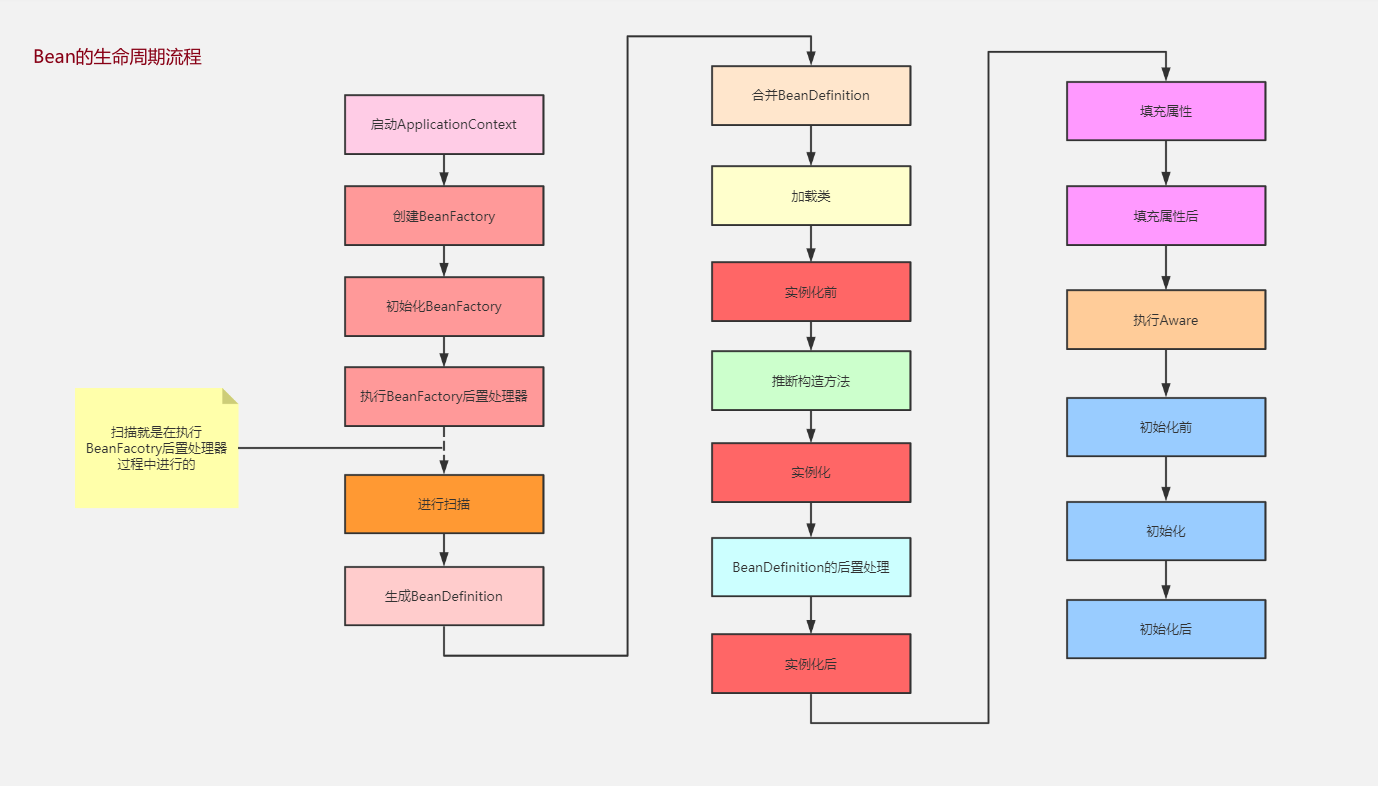 Bean的生命周期流程
启动ApplicationContext
创建BeanFactory
初始化BeanFactory
执行BeanFactory后置处理器
扫描就是在执行
BeanFacotry后置处理器
过程中进行的
进行扫描
生成BeanDefinition
合并BeanDefinition
加载类
实例化前
推断构造方法
实例化
BeanDefinition的后置处理
实例化后
填充属性
填充属性后
执行Aware
初始化前
初始化
初始化后